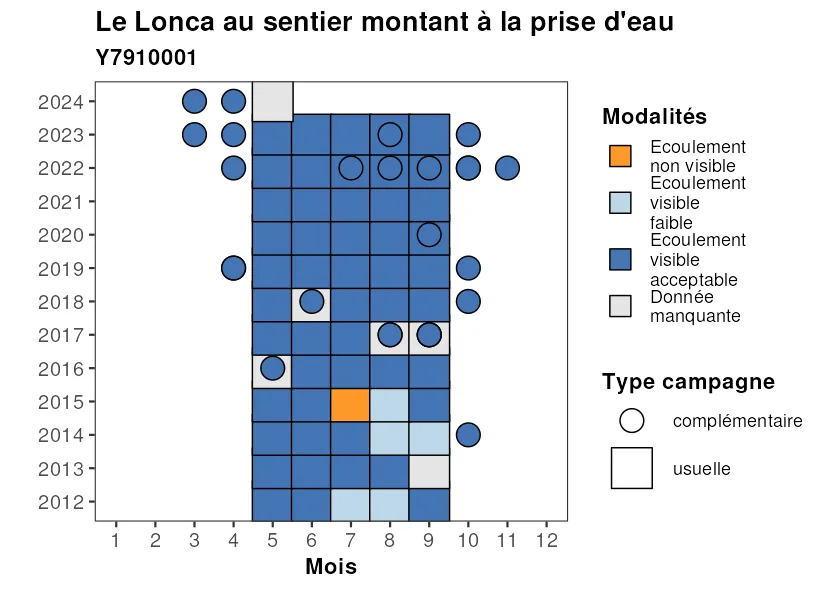 Le Lonca au sentier montant à la prise d'eau
Y7910001
2024
2023
2022
2021
2020
2019
2018
2017
2016
2015
2014
2013
2012
1 2 3 4 5 6 7 8 9 10 11 12
Mois
Modalités
Ecoulement
non visible
Ecoulement
visible
faible
Ecoulement
visible
acceptable
Donnée
manquante
Type campagne
complémentaire
usuelle